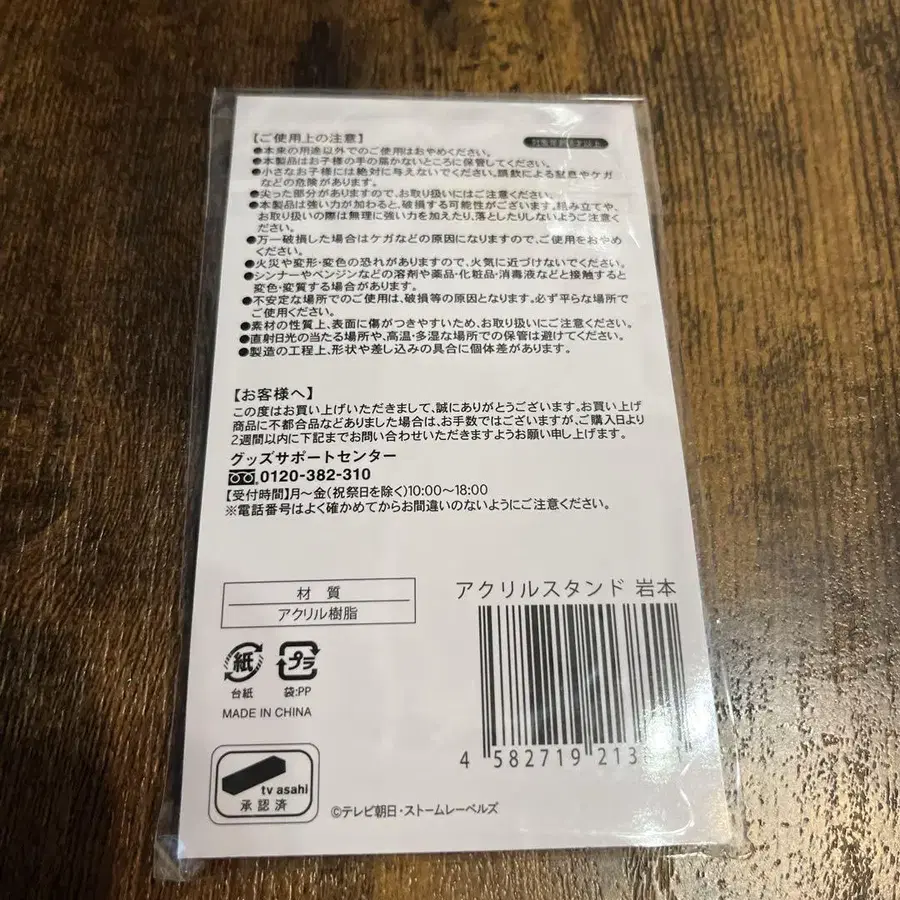 【ご使用上の注意】
●本来の用途以外でのご使用はおやめください。
●本製品はお子様の手の届かないところに保管してください。
●小さなお子様には絶対に与えないでください。誤飲による窒息やケガ
などの危険があります。
●尖った部分がありますので、お取り扱いにはご注意ください。
●本製品は強い力が加わると、破損する可能性がございます。組み立てや、
お取り扱いの際は無理に強い力を加えたり、落としたりしないようご注意く
ださい。
●万一破損した場合はケガなどの原因になりますので、ご使用をおやめ
ください。
●火災や変形・変色の恐れがありますので、火気に近づけないでください。
●シンナーやベンジンなどの溶剤や薬品・化粧品・消毒液などと接触すると
変色・変質する場合があります。
●不安定な場所でのご使用は、破損等の原因となります。必ず平らな場所で
ご使用ください。
●素材の性質上、表面に傷がつきやすいため、お取り扱いにご注意ください。
●直射日光の当たる場所や、高温・多湿な場所での保管は避けてください。
●製造の工程上、形状や差し込みの具合に個体差があります。
【お客様へ】
この度はお買い上げいただきまして、誠にありがとうございます。お買い上げ
商品に不都合品などありました場合は、お手数ではございますが、ご購入日より
2週間以内に下記までお問い合わせいただきますようお願い申し上げます。
グッズサポートセンター
0120-382-310
【受付時間】月〜金(祝祭日を除く)10:00〜18:00
※電話番号はよく確かめてからお間違いのないようにご注意ください。
材 質
アクリル樹脂
アクリルスタンド 岩本
紙
プラ
台紙
袋:PP
MADE IN CHINA
4 582719 213
tv asahi
承認済
©テレビ朝日・ストームレーベルズ